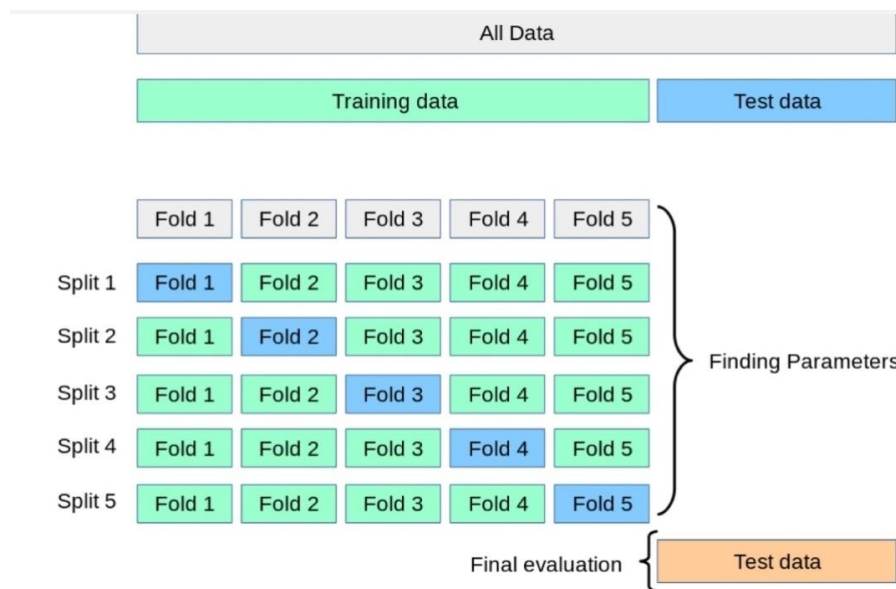 All Data
Training data Test data
Fold 1 Fold 2 Fold 3 Fold 4 Fold 5
Split 1 Fold 1 Fold 2 Fold 3 Fold 4 Fold 5
Split 2 Fold 1 Fold 2 Fold 3 Fold 4 Fold 5
Finding Parameters
Split 3 Fold 1 Fold 2 Fold 3 Fold 4 Fold 5
Split 4 Fold 1 Fold 2 Fold 3 Fold 4 Fold 5
Split 5 Fold 1 Fold 2 Fold 3 Fold 4 Fold 5
Final evaluation Test data